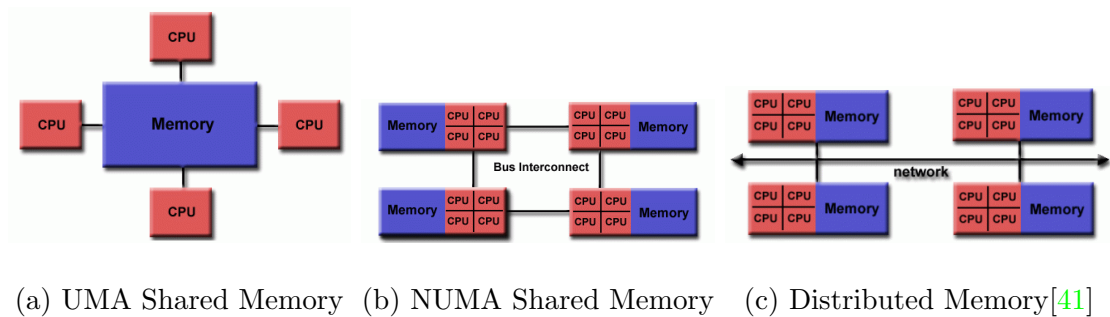 CPU
CPU
Memory
CPU
CPU
Memory
CPU CPU
CPU CPU
CPU CPU
CPU CPU
Memory
Bus Interconnect
Memory
CPU CPU
CPU CPU
CPU CPU
CPU CPU
Memory
CPU CPU
CPU CPU
Memory
CPU CPU
CPU CPU
Memory
network
CPU CPU
CPU CPU
Memory
CPU CPU
CPU CPU
Memory
(a) UMA Shared Memory
(b) NUMA Shared Memory
(c) Distributed Memory[41]